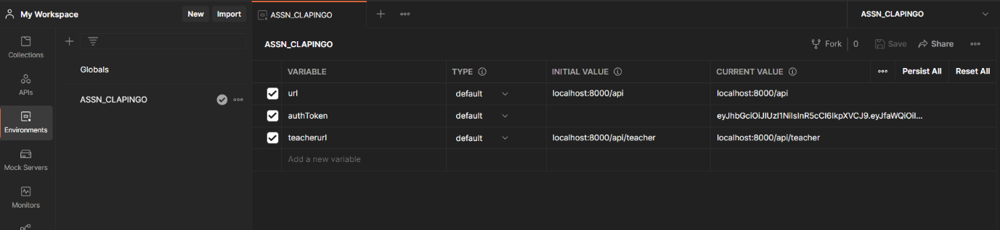 My Workspace New Import ASSN_CLAPINGO ASSN_CLAPINGO
Collections
ASSN_CLAPINGO Fork 0 Save Share
Globals VARIABLE TYPE INITIAL VALUE CURRENT VALUE Persist All Reset All
APIs
url default localhost:8000/api localhost:8000/api
ASSN_CLAPINGO
authToken default
Environments
teacherurl default localhost:8000/api/teacher localhost:8000/api/teacher
Add a new variable
Mock Servers
Monitors